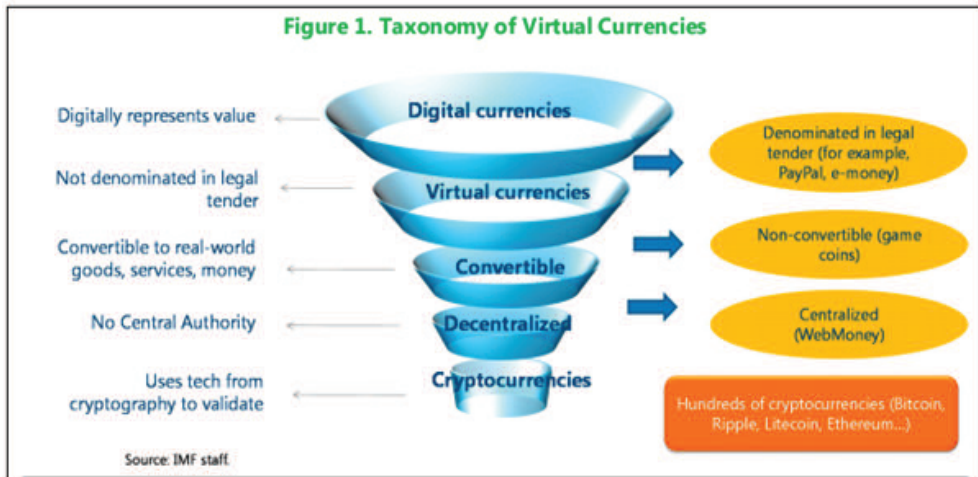 Figure 1. Taxonomy of Virtual Currencies
Digital currencies
Digitally represents value
Denominated in legal
tender (for example,
PayPal, e-money)
Not denominated in legal
tender
Virtual currencies
Non-convertible (game
coins)
Convertible to real-world
goods, services, money
Convertible
No Central Authority
Decentralized
Centralized
(WebMoney)
Uses tech from
cryptography to validate
Cryptocurrencies
Hundreds of cryptocurrencies (Bitcoin,
Ripple, Litecoin, Ethereum...)
Source: IMF staff.